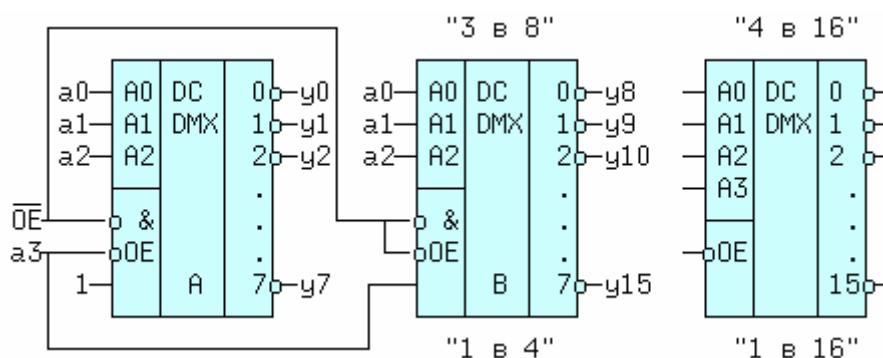 "3 в 8" "4 в 16"
a0 A0 DC 0 y0 a0 A0 DC 0 y8 A0 DC 0
a1 A1 DMX 1 y1 a1 A1 DMX 1 y9 A1 DMX 1
a2 A2 2 y2 a2 A2 2 y10 A2 2
. . A3 .
OE & . & . .
a3 OE . OE . OE .
1 A 7 y7 B 7 y15 15
"1 в 4" "1 в 16"